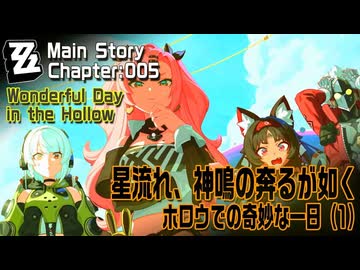 Main Story
Chapter:005
Wonderful Day
in the Hollow
星流れ、神鳴の奔るが如く
ホロウでの奇妙な一日(1)